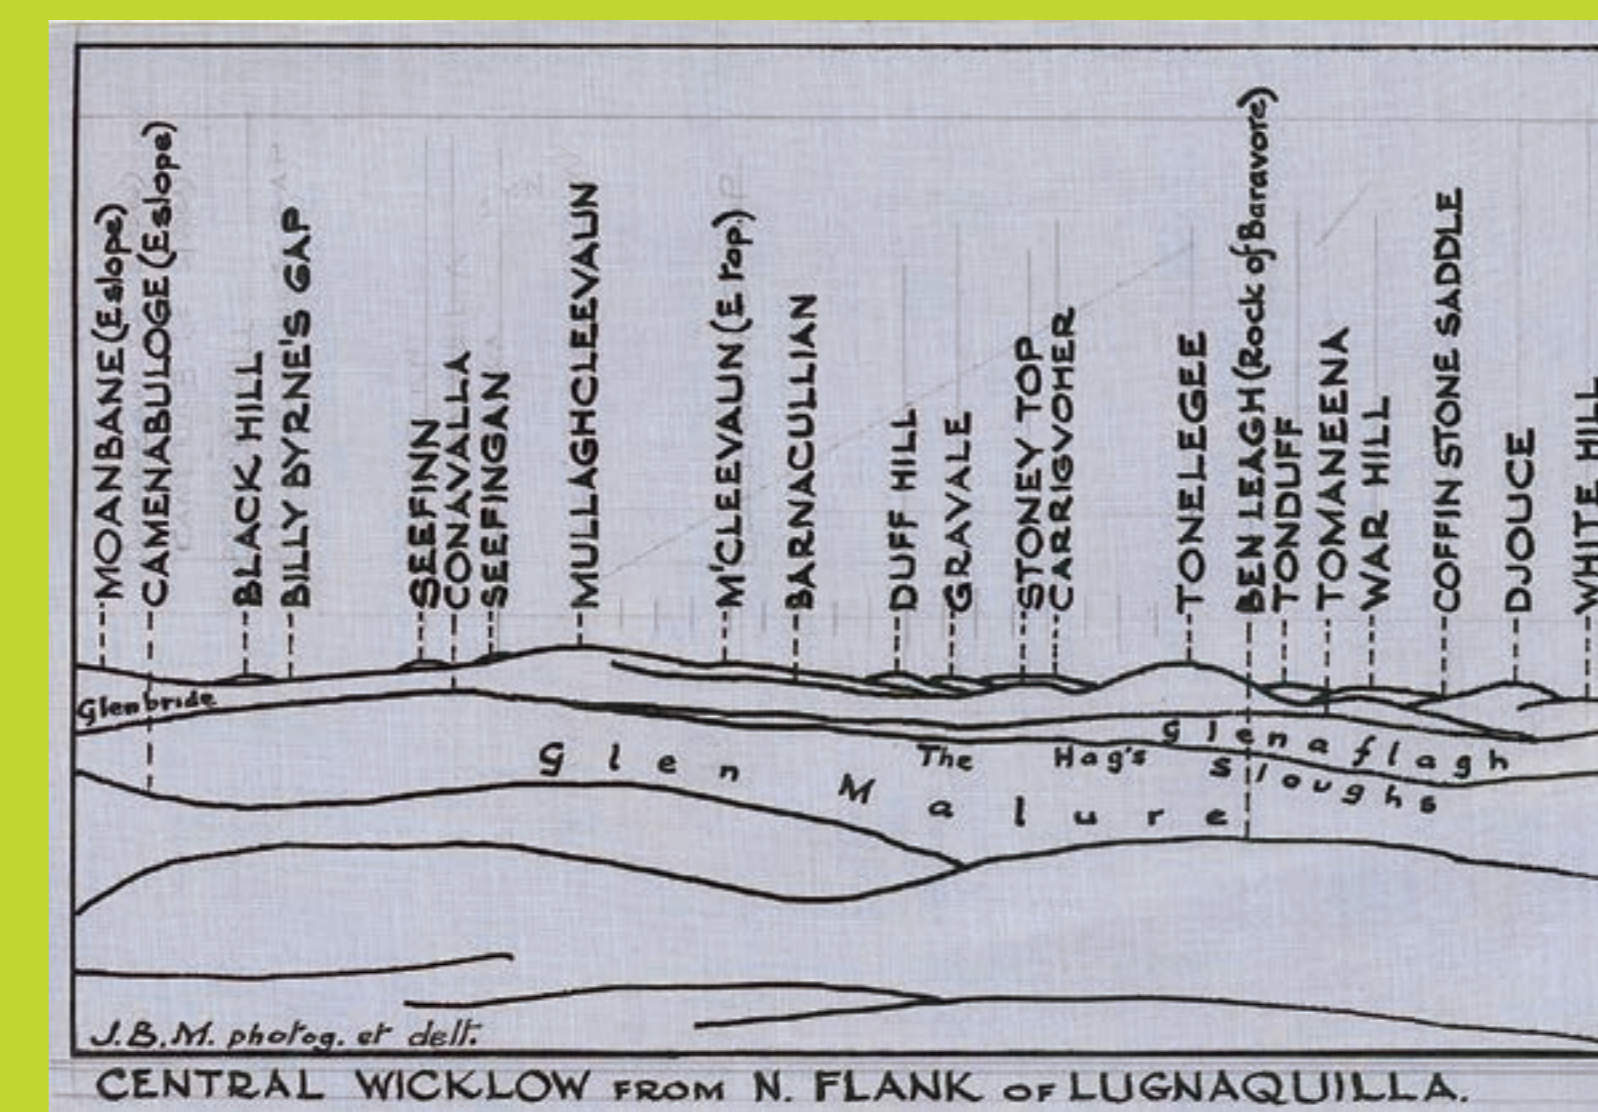 MOANBANE (E slope)
CAMENABULOGE (E slope)
BLACK HILL
BILLY BYRNE'S GAP
SEEFINN
CONAVALLA
SEEFINGAN
MULLAGHCLEEVAUN
M'CLEEVAUN (E top.)
BARNACULLIAN
DUFF HILL
GRAVALE
STONEY TOP
CARRIGVOHER
TONELEGEE
BEN LEAGH (Rock of Baravore)
TONDUFF
TOMANEENA
WAR HILL
COFFIN STONE SADDLE
DJOUCE
WHITE HILL
Glenbride
Glenaflagh
The Hag's Sloughs
Glen Malure
J.B.M. photog. et delt.
CENTRAL WICKLOW FROM N. FLANK OF LUGNAQUILLA.